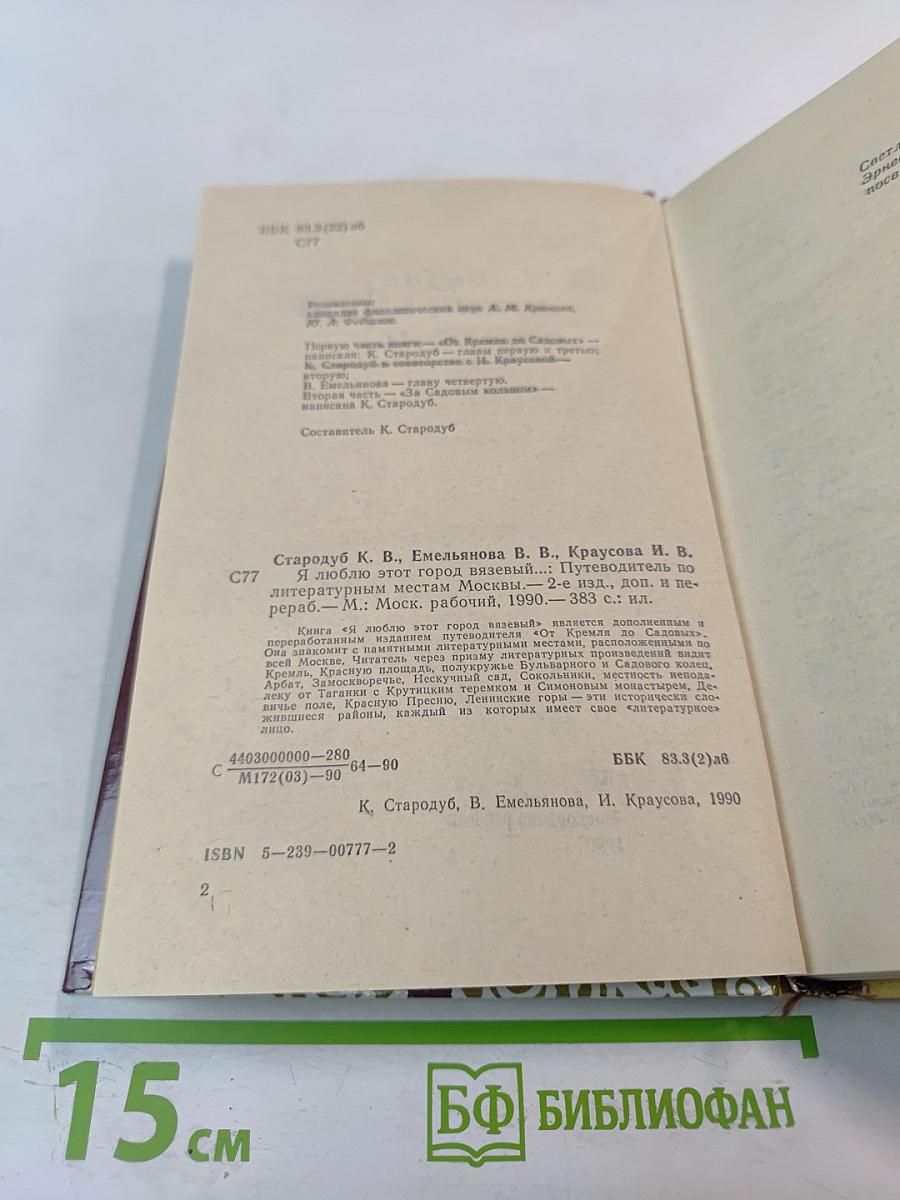 ББК 83.3(22)л6
С77
Рецензенты:
кандидат филологических наук А. М.
Ю. А. Федосюк
Первую часть книги — «От Кремля до Садовых» —
написали: К. Стародуб — главы первую и третью;
К. Стародуб в соавторстве с И. Краусовой —
вторую;
В. Емельянова — главу четвертую.
Вторая часть — «За Садовым кольцом» —
написана К. Стародуб.
Составитель К. Стародуб
Стародуб К. В., Емельянова В. В., Краусова И. В.
С77 Я люблю этот город вязевый...: Путеводитель по
литературным местам Москвы.— 2-е изд., доп. и пе-
рераб.— М.: Моск. рабочий, 1990.— 383 с.: ил.
Книга «Я люблю этот город вязевый» является дополненным и
переработанным изданием путеводителя «От Кремля до Садовых».
Она знакомит с памятными литературными местами, расположенными по
всей Москве. Читатель через призму литературных произведений видит
Кремль, Красную площадь, полукружье Бульварного и Садового колец,
Арбат, Замоскворечье, Нескучный сад, Сокольники, местность непода-
леку от Таганки с Крутицким теремком и Симоновым монастырем, Де-
вичье поле, Красную Пресню, Ленинские горы — эти исторически сло-
жившиеся районы, каждый из которых имеет свое «литературное»
лицо.
С 4403000000—280 64—90
М172(03)—90
ББК 83.3(2)л6
К. Стародуб, В. Емельянова, И. Краусова, 1990
ISBN 5—239—00777—2
2
Светл
Эрнес
посв
15 см
БФ БИБЛИОФАН